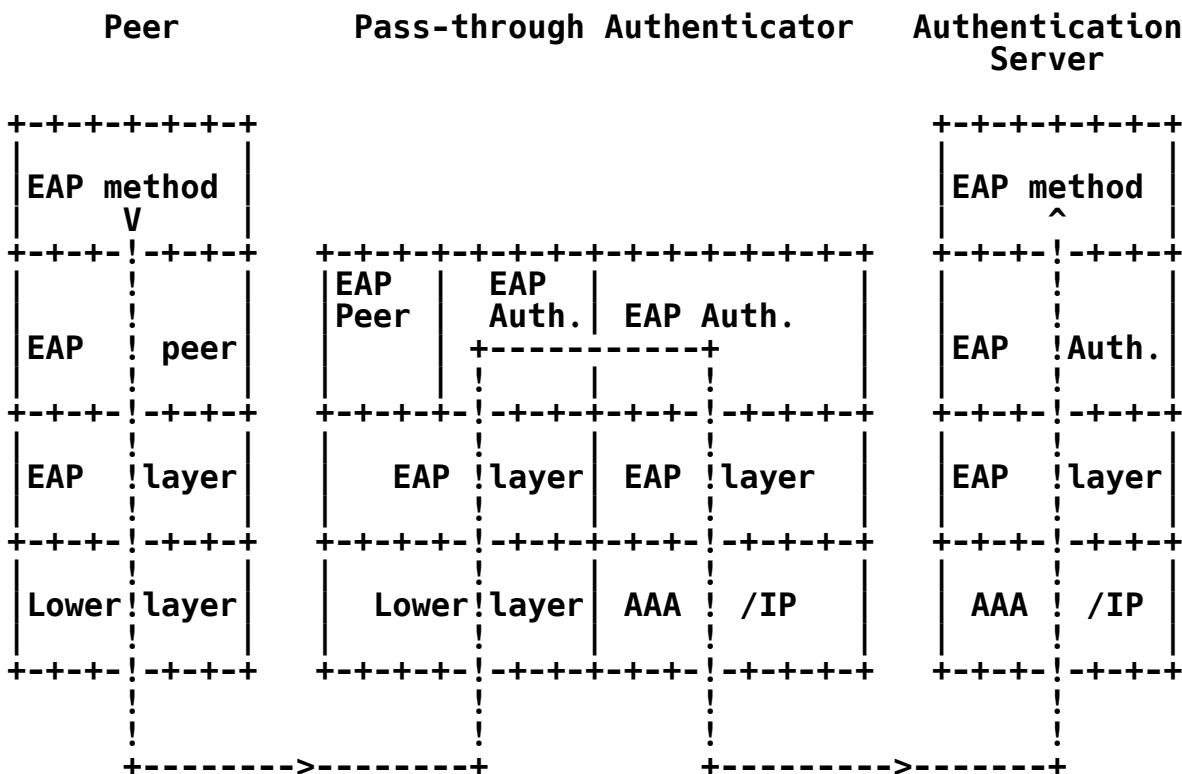 Peer Pass-through Authenticator Authentication
Server
EAP method EAP method
EAP EAP
Peer Auth. EAP Auth.
EAP peer EAP Auth.
EAP layer EAP layer EAP layer EAP layer
Lower layer Lower layer AAA /IP AAA /IP